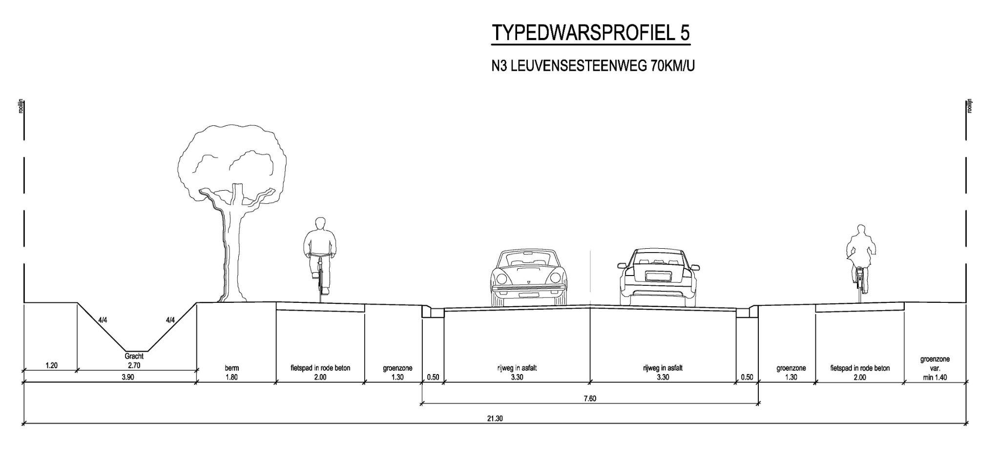 TYPEDWARSPROFIEL 5
N3 LEUVENSESTEENWEG 70KM/U
rooilijn
rooilijn
4/4
4/4
Gracht
1.20
2.70
3.90
berm
1.80
fietspad in rode beton
2.00
groenzone
1.30
0.50
rijweg in asfalt
3.30
rijweg in asfalt
3.30
0.50
groenzone
1.30
fietspad in rode beton
2.00
groenzone
var.
min 1.40
7.60
21.30